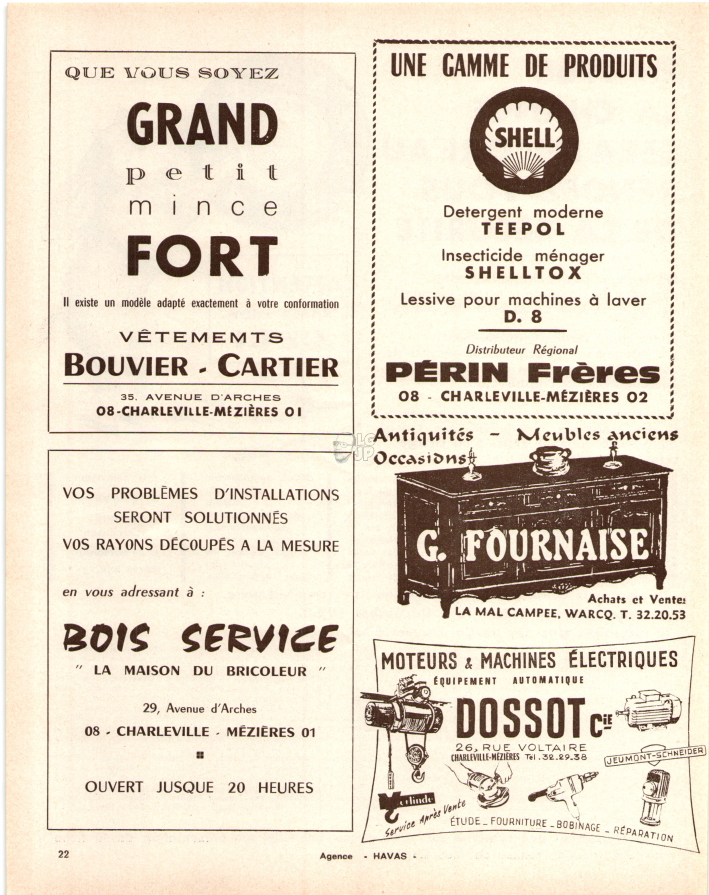 QUE VOUS SOYEZ
GRAND
petit
mince
FORT
Il existe un modèle adapté exactement à votre conformation
VÊTEMEMTS
BOUVIER - CARTIER
35. AVENUE D'ARCHES
08-CHARLEVILLE-MÉZIÈRES 01
UNE GAMME DE PRODUITS
SHELL
Detergent moderne
TEEPOL
Insecticide ménager
SHELLTOX
Lessive pour machines à laver
D. 8
Distributeur Régional
PÉRIN Frères
08 - CHARLEVILLE-MÉZIÈRES 02
VOS PROBLÈMES D'INSTALLATIONS
SERONT SOLUTIONNÉS
VOS RAYONS DÉCOUPÉS A LA MESURE
en vous adressant à :
BOIS SERVICE
" LA MAISON DU BRICOLEUR "
29, Avenue d'Arches
08 - CHARLEVILLE - MÉZIÈRES 01
OUVERT JUSQUE 20 HEURES
Antiquités - Meubles anciens
Occasions
G. FOURNAISE
Achats et Ventes
LA MAL CAMPEE, WARCQ. T. 32.20.53
MOTEURS & MACHINES ÉLECTRIQUES
ÉQUIPEMENT AUTOMATIQUE
DOSSOT Cie
26, RUE VOLTAIRE
CHARLEVILLE-MÉZIÈRES Tél. 32.29.38
JEUMONT-SCHNEIDER
Verlinde
Service Après Vente
ÉTUDE _ FOURNITURE _ BOBINAGE _ RÉPARATION
22
Agence - HAVAS -